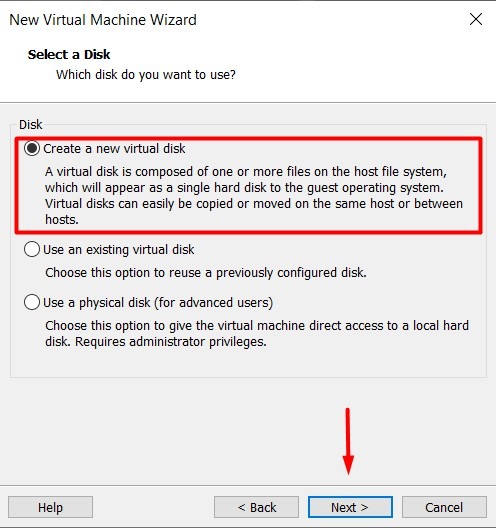 New Virtual Machine Wizard
Select a Disk
Which disk do you want to use?
Disk
Create a new virtual disk
A virtual disk is composed of one or more files on the host file system,
which will appear as a single hard disk to the guest operating system.
Virtual disks can easily be copied or moved on the same host or between
hosts.
Use an existing virtual disk
Choose this option to reuse a previously configured disk.
Use a physical disk (for advanced users)
Choose this option to give the virtual machine direct access to a local hard
disk. Requires administrator privileges.
Help
< Back
Next >
Cancel